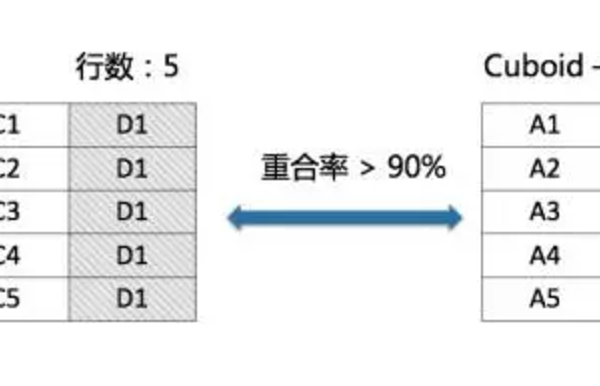 行数：5
Cuboid -
C1 D1 A1
重合率 > 90%
C2 D1 A2
C3 D1 A3
C4 D1 A4
C5 D1 A5